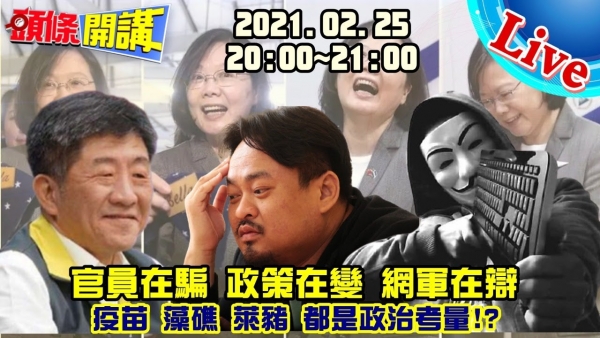 頭條開講
2021.02.25
20:00~21:00
Live
官員在騙 政策在變 網軍在辯
疫苗 藻礁 萊豬 都是政治考量!?